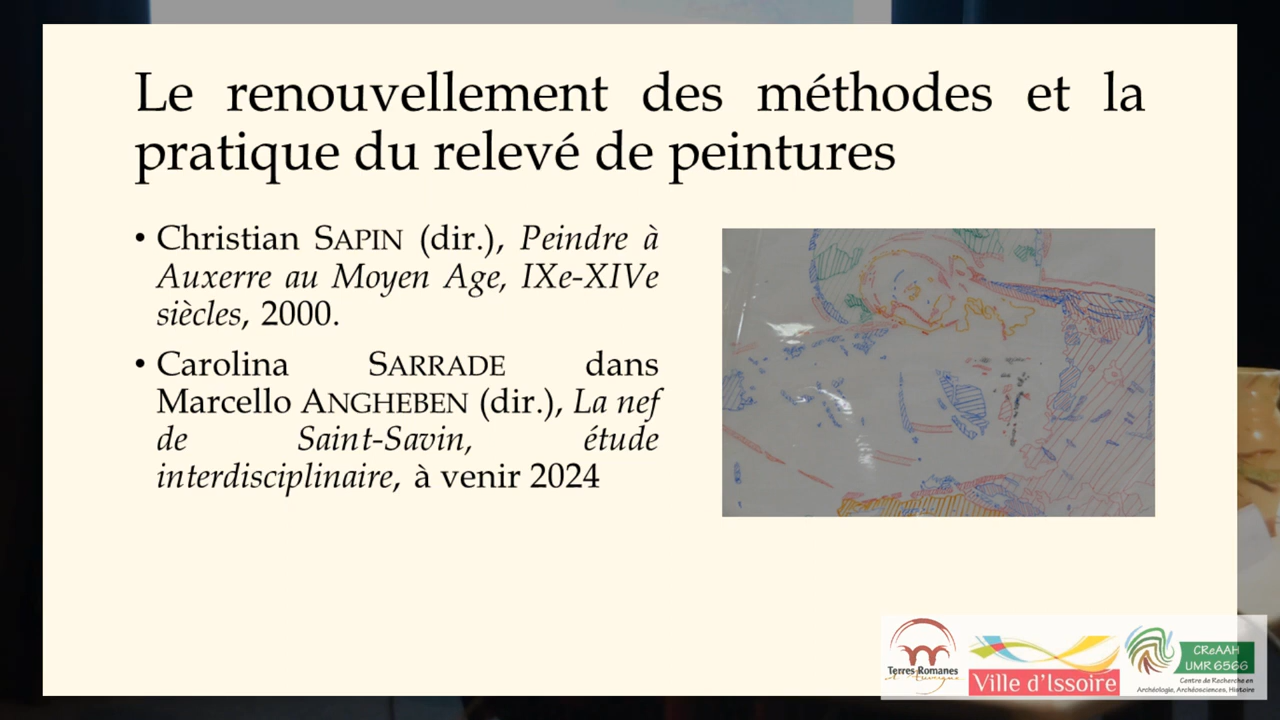 Le renouvellement des méthodes et la
pratique du relevé de peintures
• Christian SAPIN (dir.), Peindre à
Auxerre au Moyen Age, IXe-XIVe
siècles, 2000.
• Carolina SARRADE dans
Marcello ANGHEBEN (dir.), La nef
de Saint-Savin, étude
interdisciplinaire, à venir 2024
Terres Romanes
d'Auvergne
Ville d'Issoire
CReAAH
UMR 6566
Centre de Recherche en
Archéologie, Archéosciences, Histoire